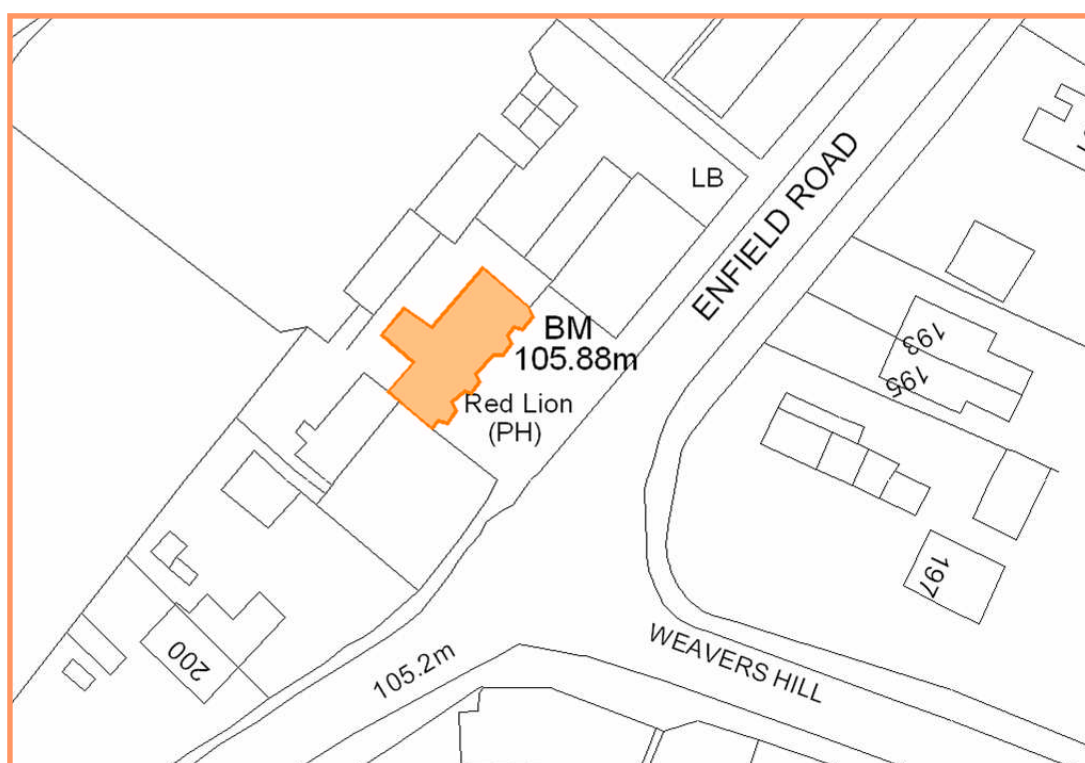 LB
ENFIELD ROAD
BM
105.88m
Red Lion
(PH)
193
195
197
200
105.2m
WEAVERS HILL